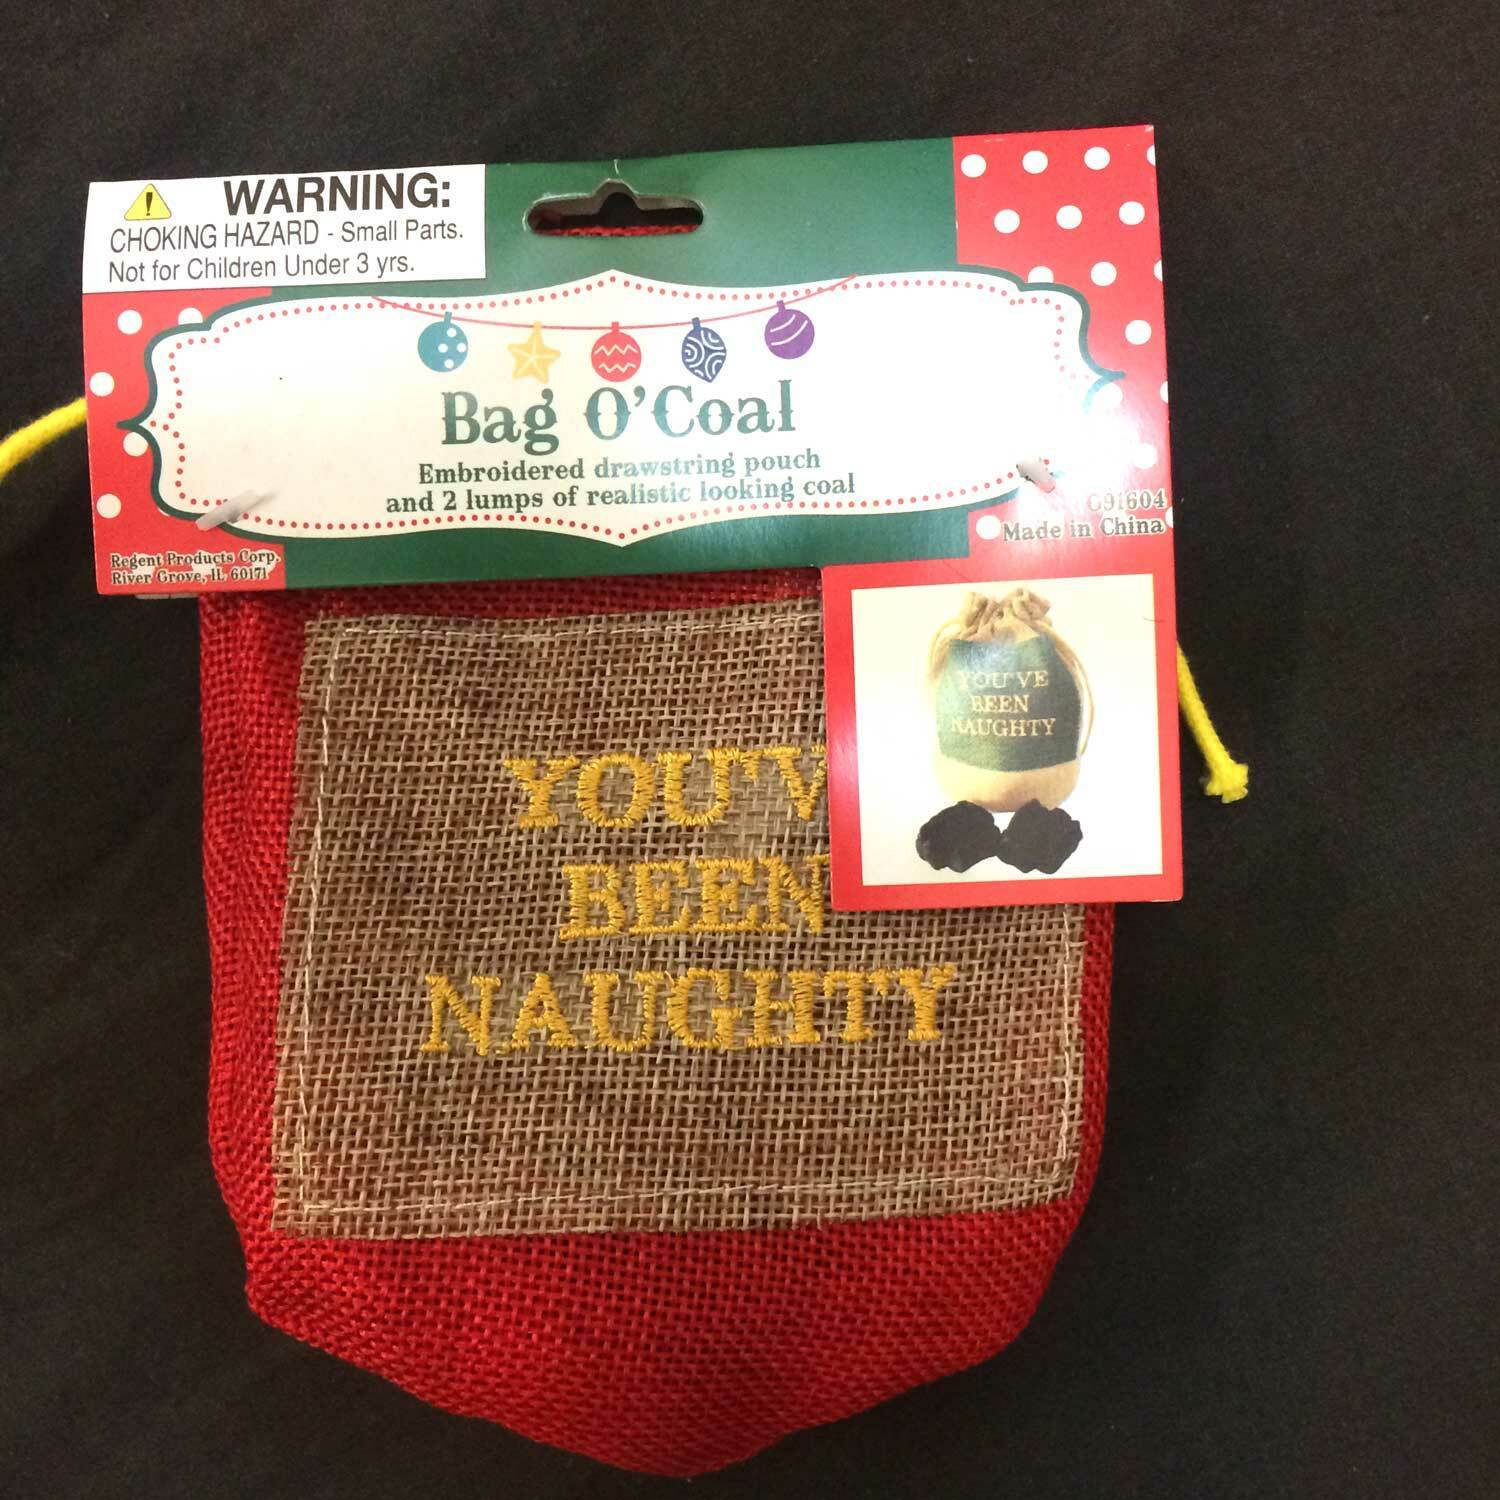 WARNING:
CHOKING HAZARD - Small Parts.
Not for Children Under 3 yrs.
Bag O'Coal
Embroidered drawstring pouch
and 2 lumps of realistic looking coal
G91604
Made in China
Regent Products Corp.
River Grove, IL 60171
YOU'VE
BEEN
NAUGHTY
YOU'V
BEEN
NAUGHTY